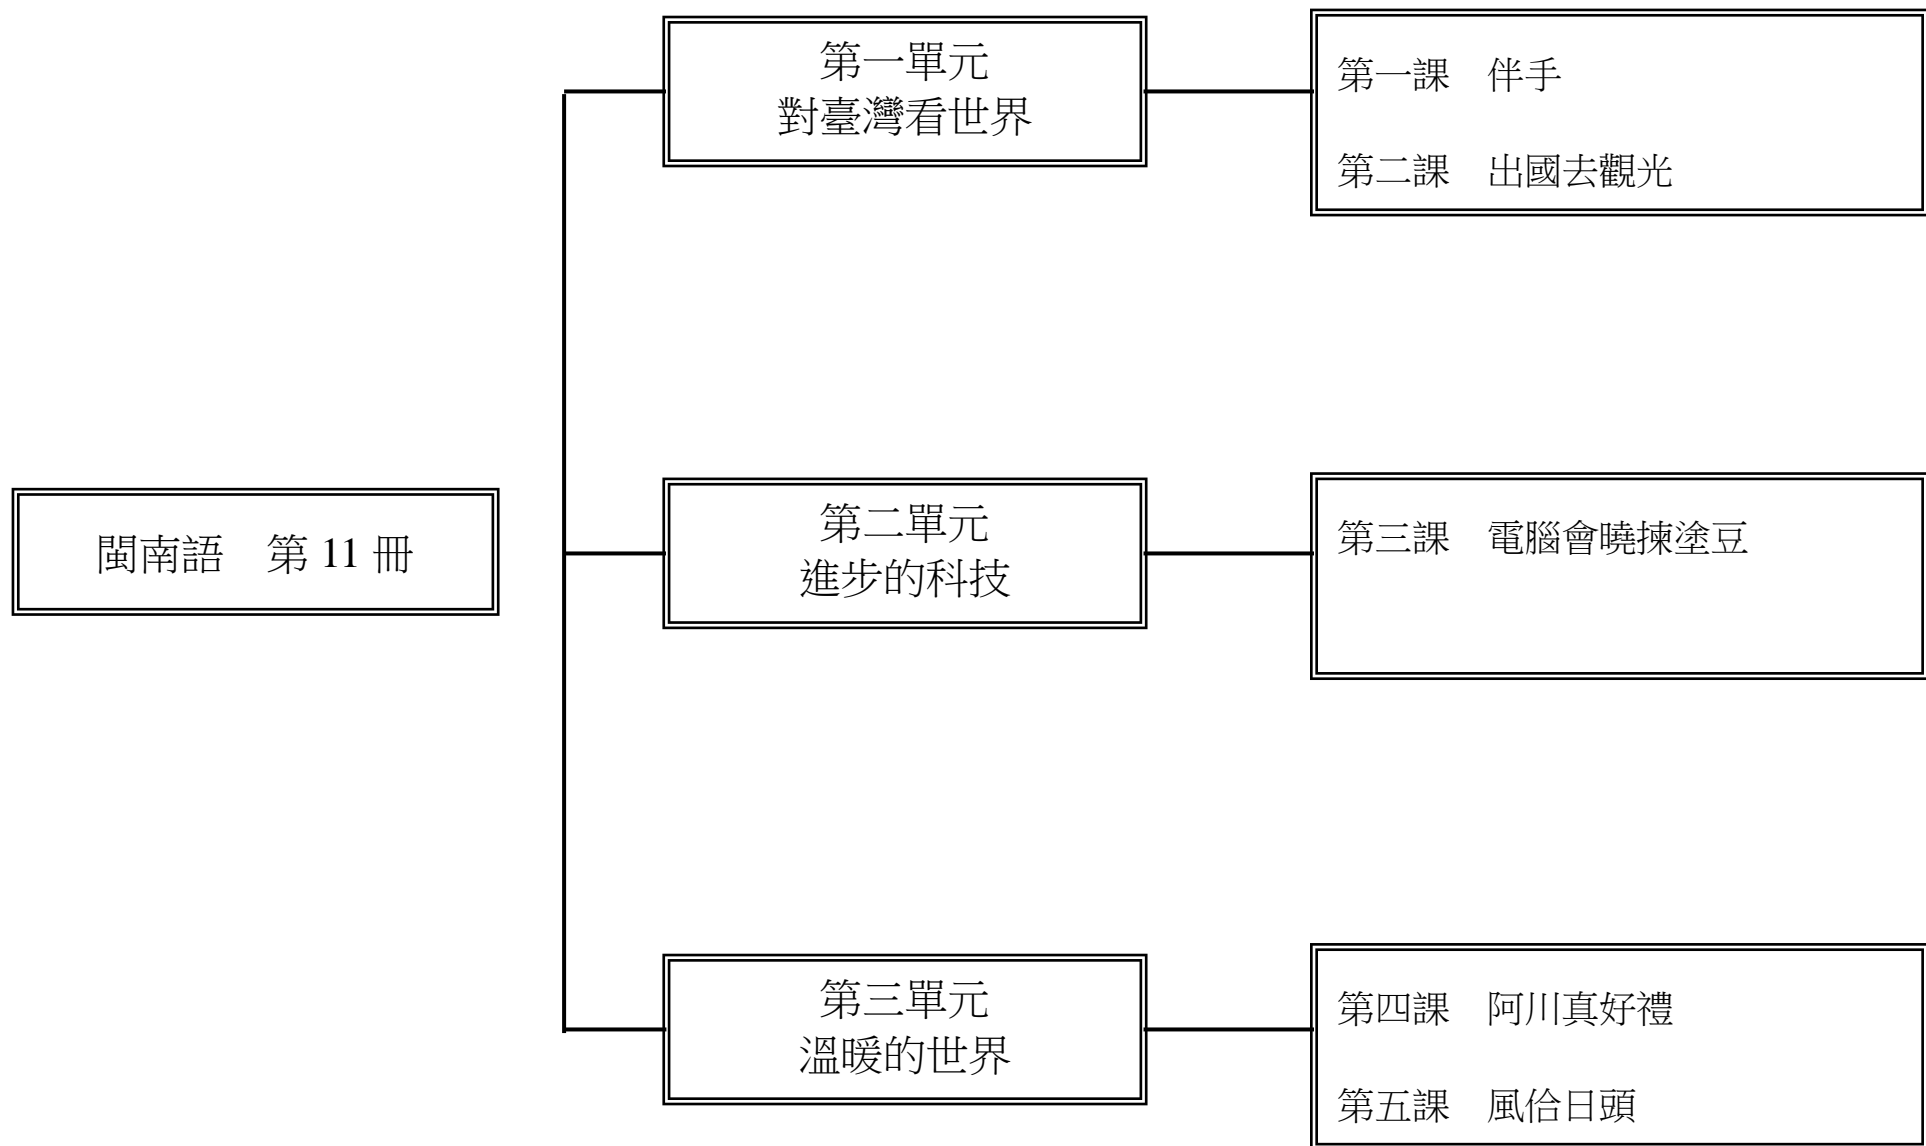 閩南語　第 11 冊
第一單元
對臺灣看世界
第一課　伴手
第二課　出國去觀光
第二單元
進步的科技
第三課　電腦會曉揀塗豆
第三單元
溫暖的世界
第四課　阿川真好禮
第五課　風佮日頭